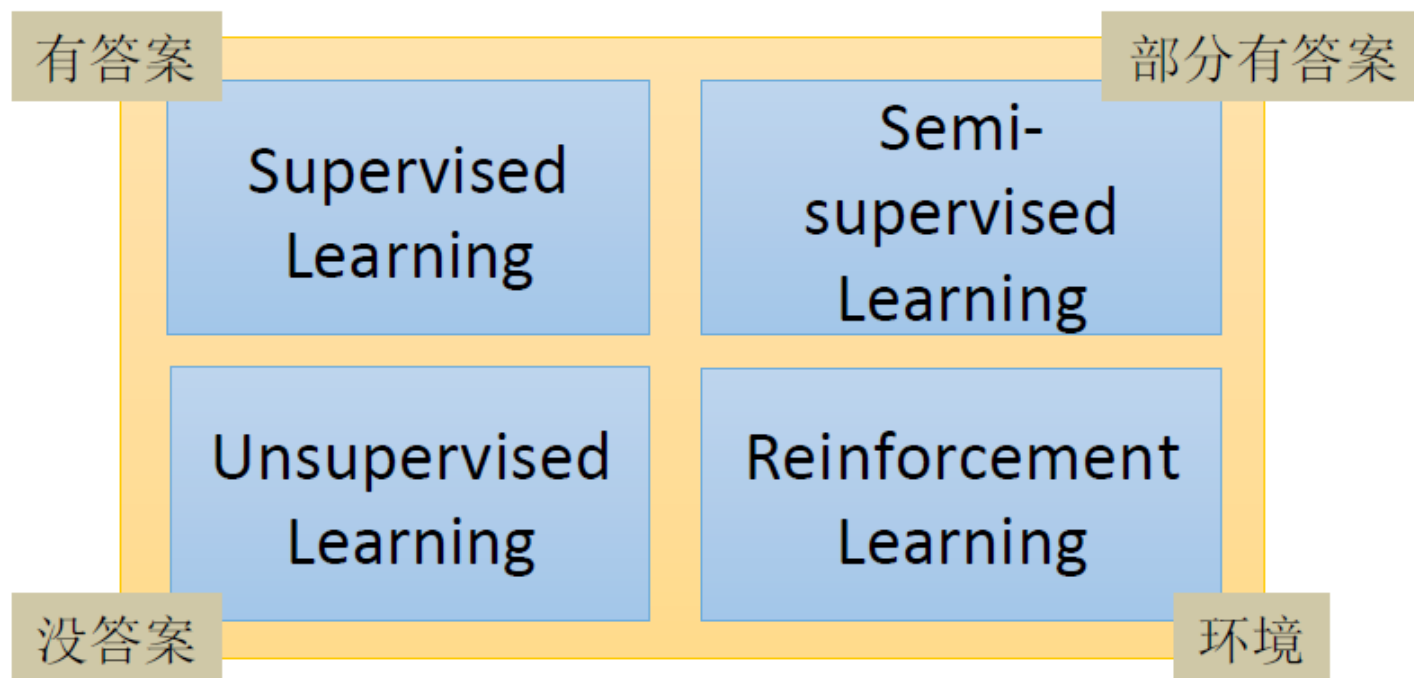 有答案
部分有答案
Supervised
Learning
Semi-
supervised
Learning
Unsupervised
Learning
Reinforcement
Learning
没答案
环境